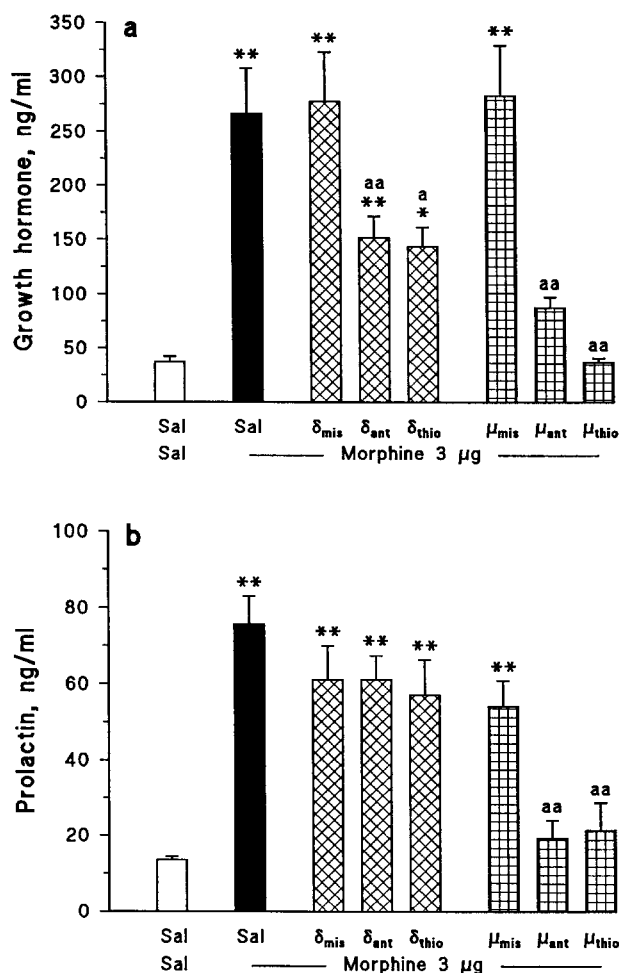 a
Growth hormone, ng/ml
350
300
250
200
150
100
50
0
** ** aa ** a * ** aa aa
Sal Sal δmis δant δthio μmis μant μthio
Sal Morphine 3 μg
b
Prolactin, ng/ml
100
80
60
40
20
0
** ** ** ** ** aa aa
Sal Sal δmis δant δthio μmis μant μthio
Sal Morphine 3 μg